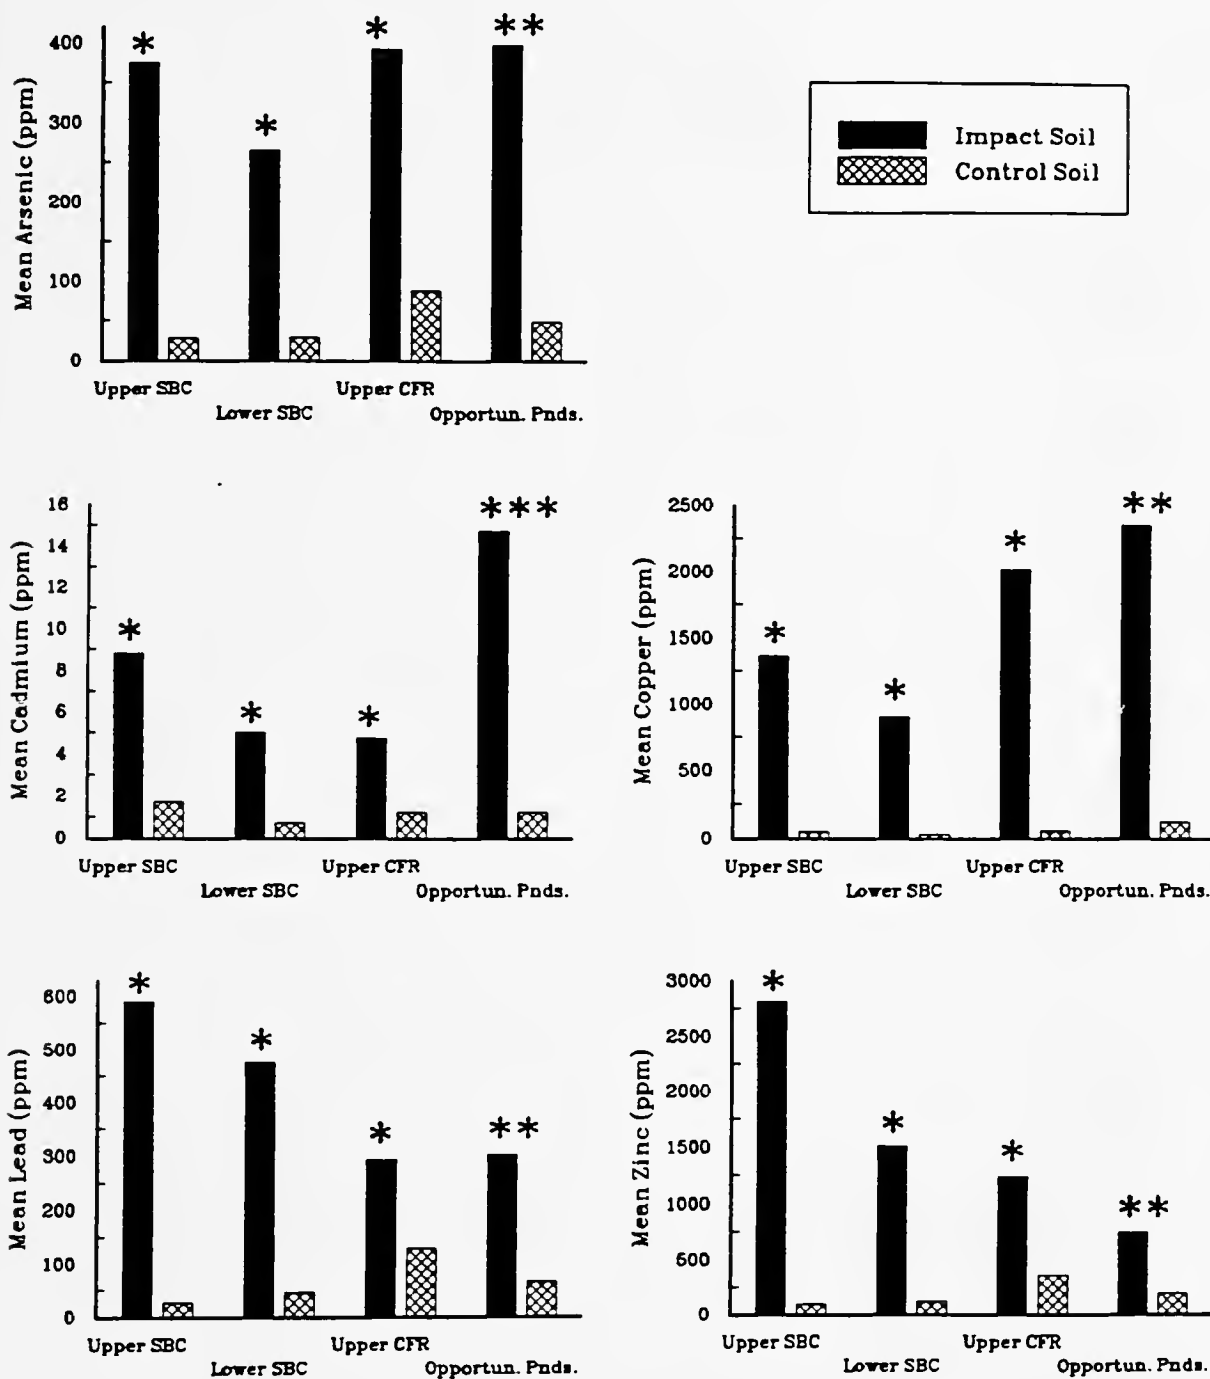 Mean Arsenic (ppm)
400
300
200
100
0
*
*
*
**
Upper SBC
Lower SBC
Upper CFR
Opportun. Pnds.
Impact Soil
Control Soil
Mean Cadmium (ppm)
16
14
12
10
8
6
4
2
0
*
*
*
***
Upper SBC
Lower SBC
Upper CFR
Opportun. Pnds.
Mean Copper (ppm)
2500
2000
1500
1000
500
0
*
*
*
**
Upper SBC
Lower SBC
Upper CFR
Opportun. Pnds.
Mean Lead (ppm)
600
500
400
300
200
100
0
*
*
*
**
Upper SBC
Lower SBC
Upper CFR
Opportun. Pnds.
Mean Zinc (ppm)
3000
2500
2000
1500
1000
500
0
*
*
*
**
Upper SBC
Lower SBC
Upper CFR
Opportun. Pnds.